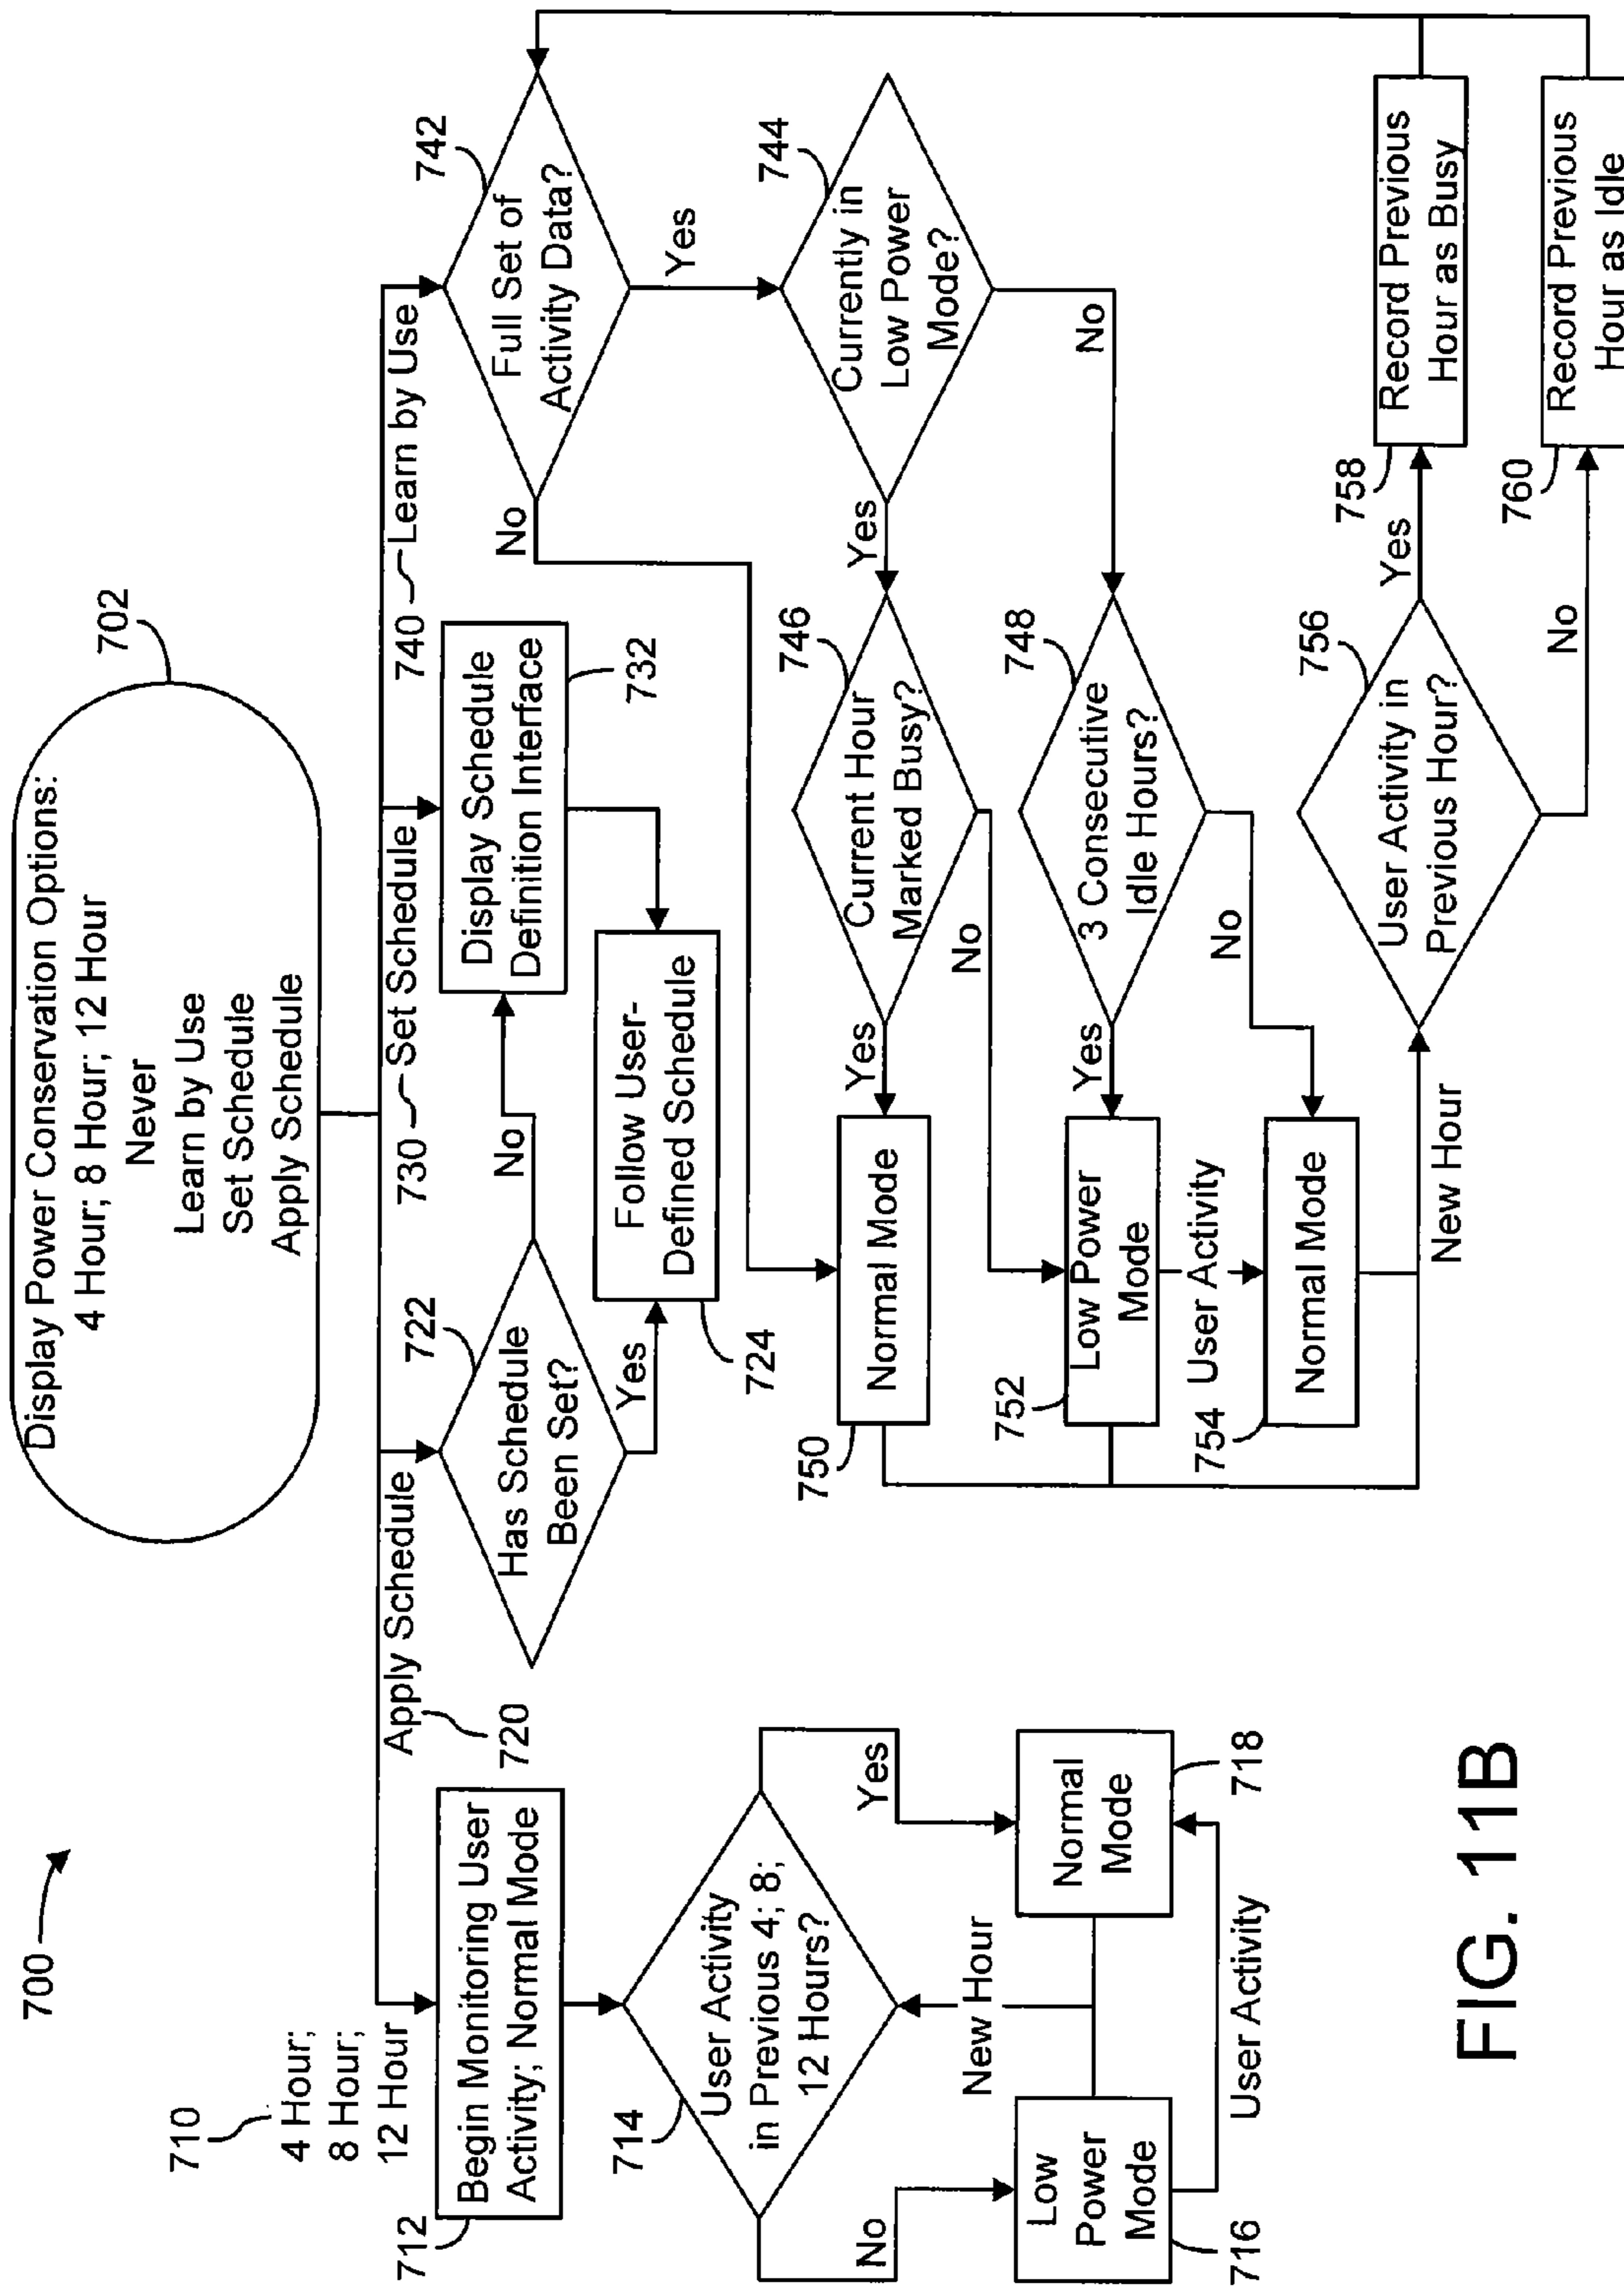 700
Display Power Conservation Options:
4 Hour; 8 Hour; 12 Hour
Never
Learn by Use
Set Schedule
Apply Schedule
702
710
4 Hour;
8 Hour;
12 Hour
Apply Schedule
720
730
Set Schedule
740
Learn by Use
712
Begin Monitoring User
Activity; Normal Mode
714
User Activity
in Previous 4; 8;
12 Hours?
No
Yes
Low
Power
Mode
716
New Hour
Normal
Mode
718
User Activity
722
Has Schedule
Been Set?
No
Yes
Display Schedule
Definition Interface
732
Follow User-
Defined Schedule
724
742
Full Set of
Activity Data?
No
Yes
744
Currently in
Low Power
Mode?
Yes
No
746
Current Hour
Marked Busy?
Yes
No
748
3 Consecutive
Idle Hours?
Yes
No
Normal Mode
750
Low Power
Mode
752
User Activity
754
Normal Mode
New Hour
756
User Activity in
Previous Hour?
Yes
No
758
Record Previous
Hour as Busy
760
Record Previous
Hour as Idle
FIG. 11B